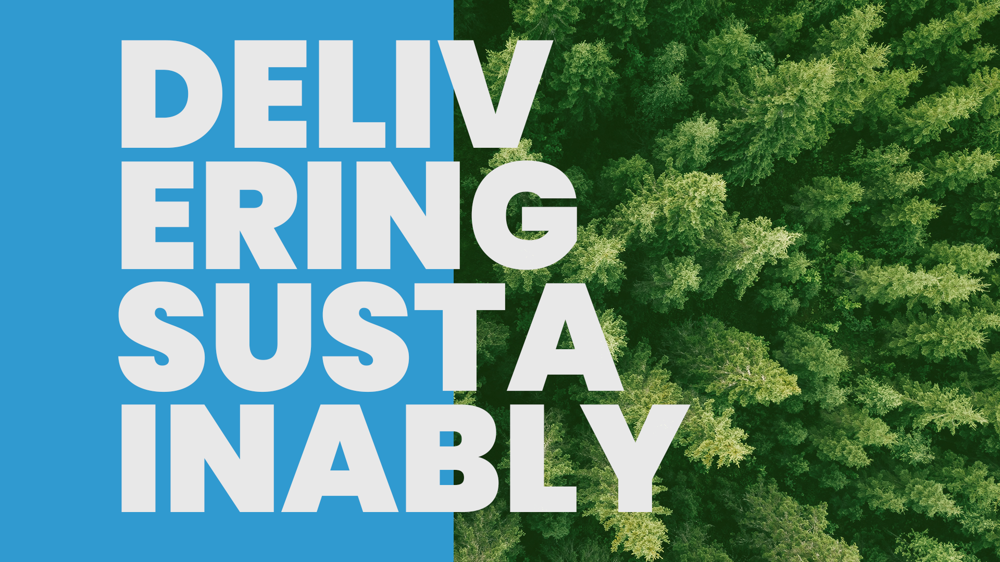 DELIV
ERING
SUSTA
INABLY